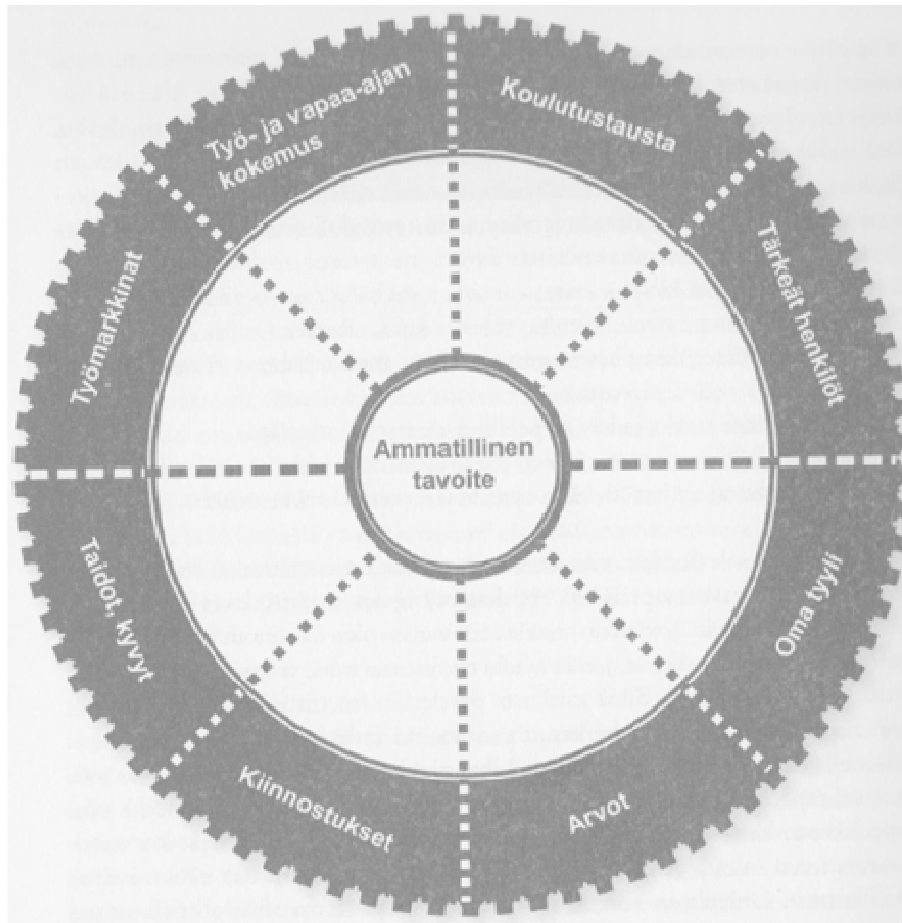 Työ- ja vapaa-ajan
kokemus
Koulutustausta
Tärkeät henkilöt
Oma tyyli
Arvot
Kiinnostukset
Taidot, kyvyt
Työmarkkinat
Ammatillinen
tavoite